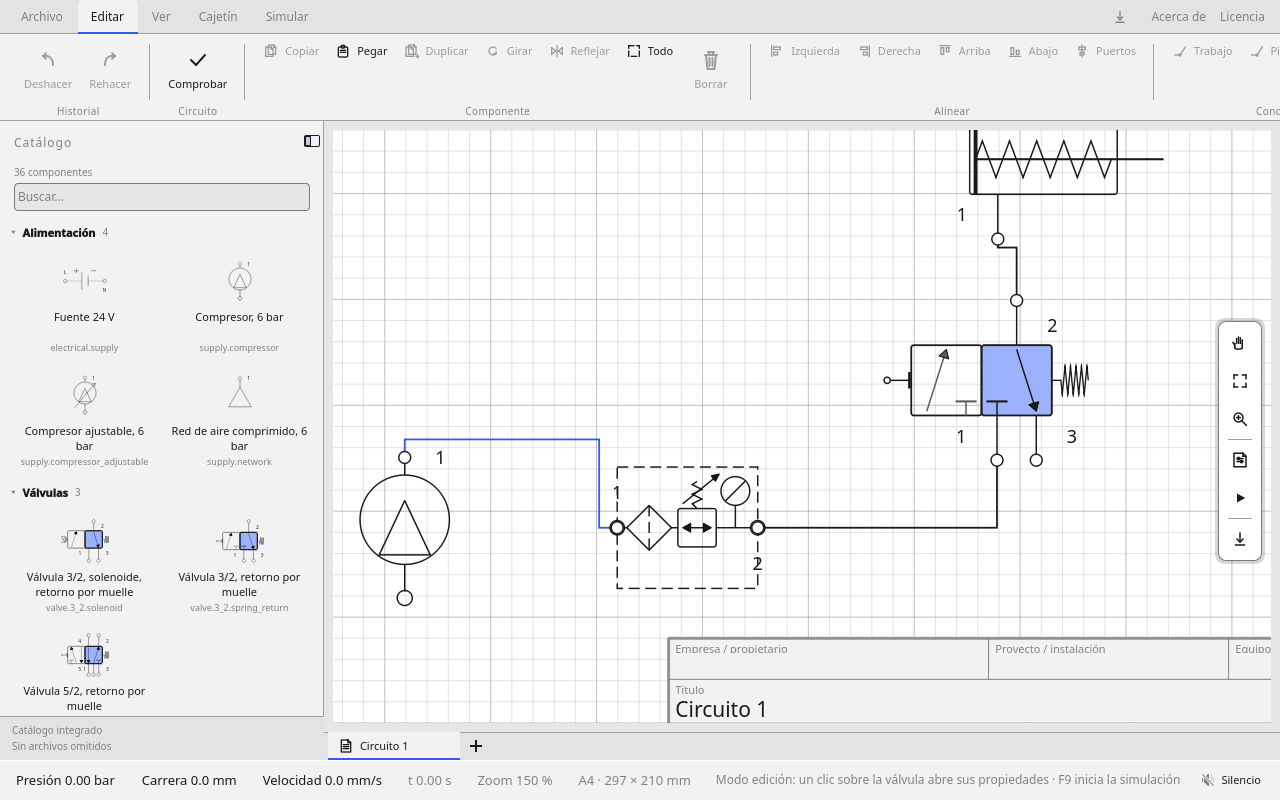 Archivo
Editar
Ver
Cajetín
Simular
Acerca de
Licencia
Deshacer
Rehacer
Historial
Comprobar
Circuito
Copiar
Pegar
Duplicar
Girar
Reflejar
Todo
Borrar
Componente
Izquierda
Derecha
Arriba
Abajo
Puertos
Alinear
Trabajo
Catálogo
36 componentes
Buscar...
Alimentación 4
Fuente 24 V
electrical.supply
Compresor, 6 bar
supply.compressor
Compresor ajustable, 6
bar
supply.compressor_adjustable
Red de aire comprimido, 6
bar
supply.network
Válvulas 3
Válvula 3/2, solenoide,
retorno por muelle
valve.3_2.solenoid
Válvula 3/2, retorno por
muelle
valve.3_2.spring_return
Válvula 5/2, retorno por
muelle
Catálogo integrado
Sin archivos omitidos
1
2
1
3
1
1
2
Empresa / propietario
Proyecto / instalación
Equipo
Título
Circuito 1
Circuito 1
Presión 0.00 bar
Carrera 0.0 mm
Velocidad 0.0 mm/s
t 0.00 s
Zoom 150 %
A4 · 297 × 210 mm
Modo edición: un clic sobre la válvula abre sus propiedades · F9 inicia la simulación
Silencio